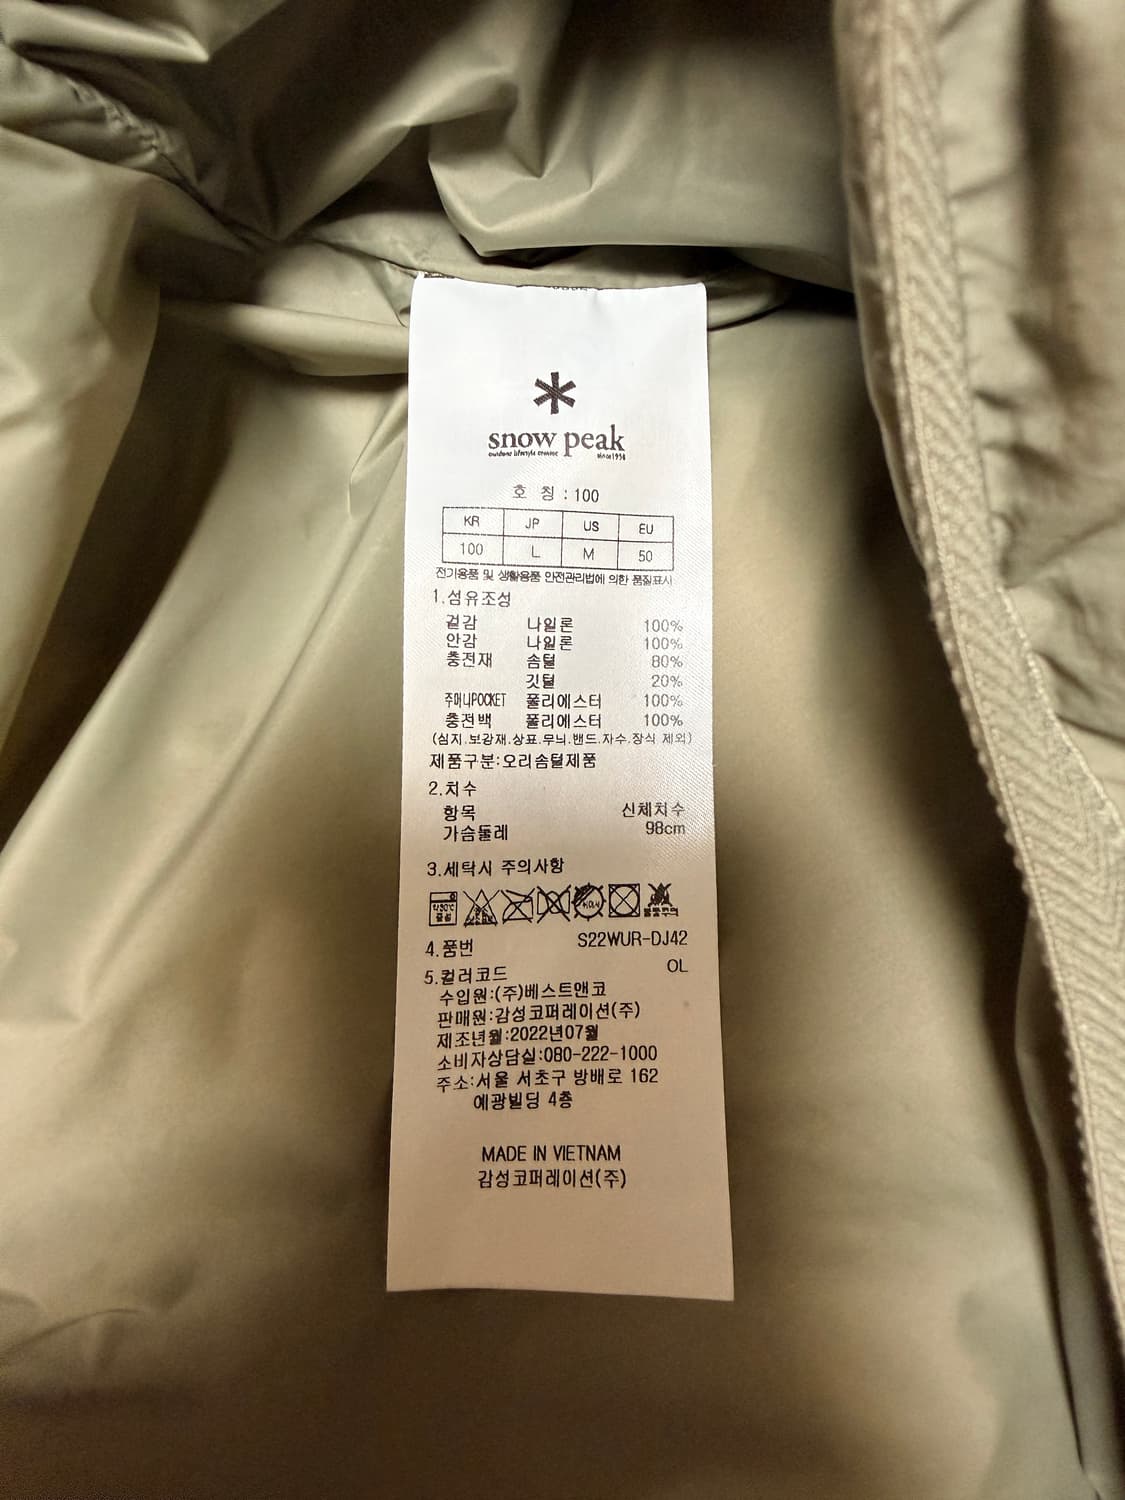 snow peak
outdoor lifestyle creator since1958
호 칭 : 100
KR JP US EU
100 L M 50
전기용품 및 생활용품 안전관리법에 의한 품질표시
1.섬유조성
겉감 나일론 100%
안감 나일론 100%
충전재 솜털 80%
깃털 20%
주머니POCKET 폴리에스터 100%
충전백 폴리에스터 100%
(심지.보강재.상표.무늬.밴드.자수.장식 제외)
제품구분:오리솜털제품
2.치수
항목 신체치수
가슴둘레 98cm
3.세탁시 주의사항
약30℃
중성
4.품번 S22WUR-DJ42
5.컬러코드 OL
수입원:(주)베스트앤코
판매원:감성코퍼레이션(주)
제조년월:2022년07월
소비자상담실:080-222-1000
주소:서울 서초구 방배로 162
예광빌딩 4층
MADE IN VIETNAM
감성코퍼레이션(주)